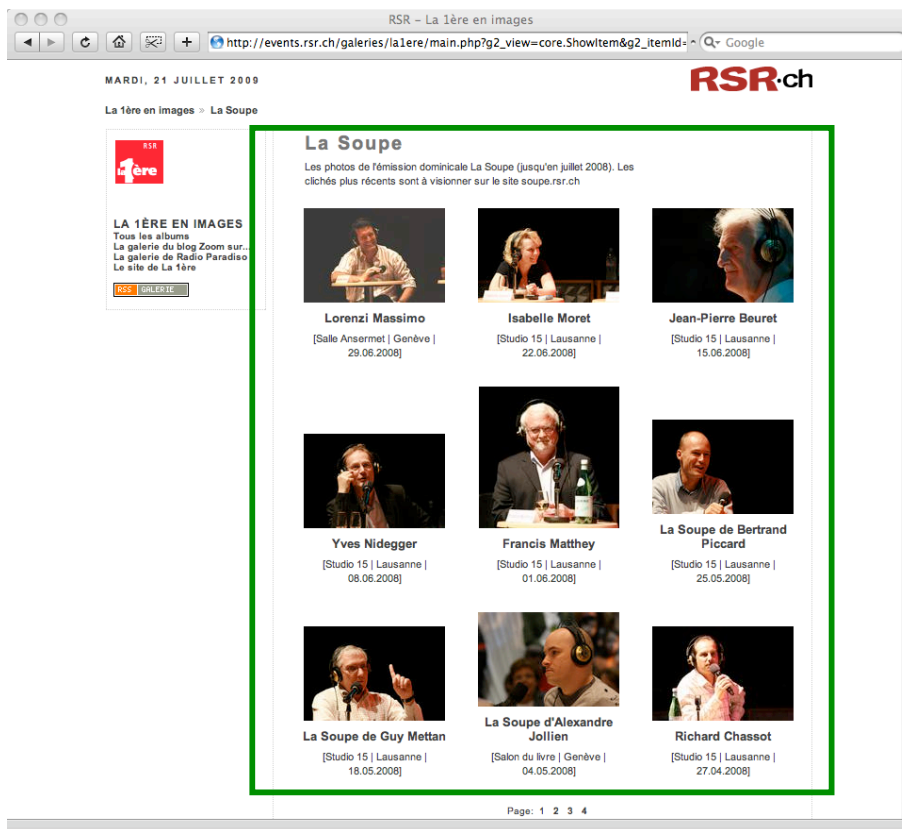 RSR – La 1ère en images
http://events.rsr.ch/galeries/la1ere/main.php?g2_view=core.ShowItem&g2_itemId=
Google
MARDI, 21 JUILLET 2009
RSR.ch
La 1ère en images » La Soupe
RSR
la 1ère
LA 1ÈRE EN IMAGES
Tous les albums
La galerie du blog Zoom sur...
La galerie de Radio Paradiso
Le site de La 1ère
RSS GALERIE
La Soupe
Les photos de l'émission dominicale La Soupe (jusqu'en juillet 2008). Les
clichés plus récents sont à visionner sur le site soupe.rsr.ch
Lorenzi Massimo
[Salle Ansermet | Genève |
29.06.2008]
Isabelle Moret
[Studio 15 | Lausanne |
22.06.2008]
Jean-Pierre Beuret
[Studio 15 | Lausanne |
15.06.2008]
Yves Nidegger
[Studio 15 | Lausanne |
08.06.2008]
Francis Matthey
[Studio 15 | Lausanne |
01.06.2008]
La Soupe de Bertrand
Piccard
[Studio 15 | Lausanne |
25.05.2008]
La Soupe de Guy Mettan
[Studio 15 | Lausanne |
18.05.2008]
La Soupe d'Alexandre
Jollien
[Salon du livre | Genève |
04.05.2008]
Richard Chassot
[Studio 15 | Lausanne |
27.04.2008]
Page: 1 2 3 4